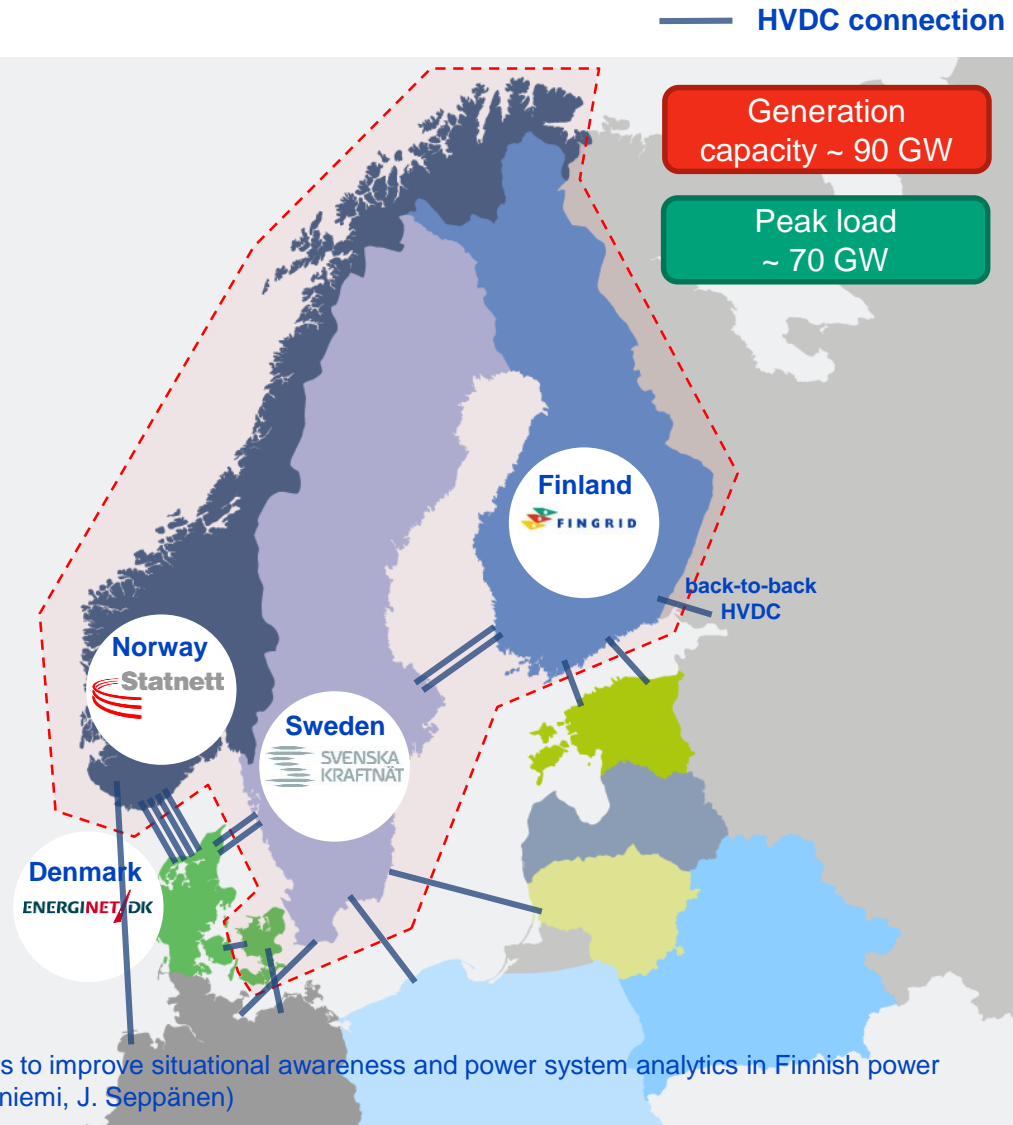 HVDC connection
Generation
capacity ~ 90 GW
Peak load
~ 70 GW
Finland
FINGRID
back-to-back
HVDC
Norway
Statnett
Sweden
SVENSKA
KRAFTNÄT
Denmark
ENERGINET/DK
s to improve situational awareness and power system analytics in Finnish power
niemi, J. Seppänen)